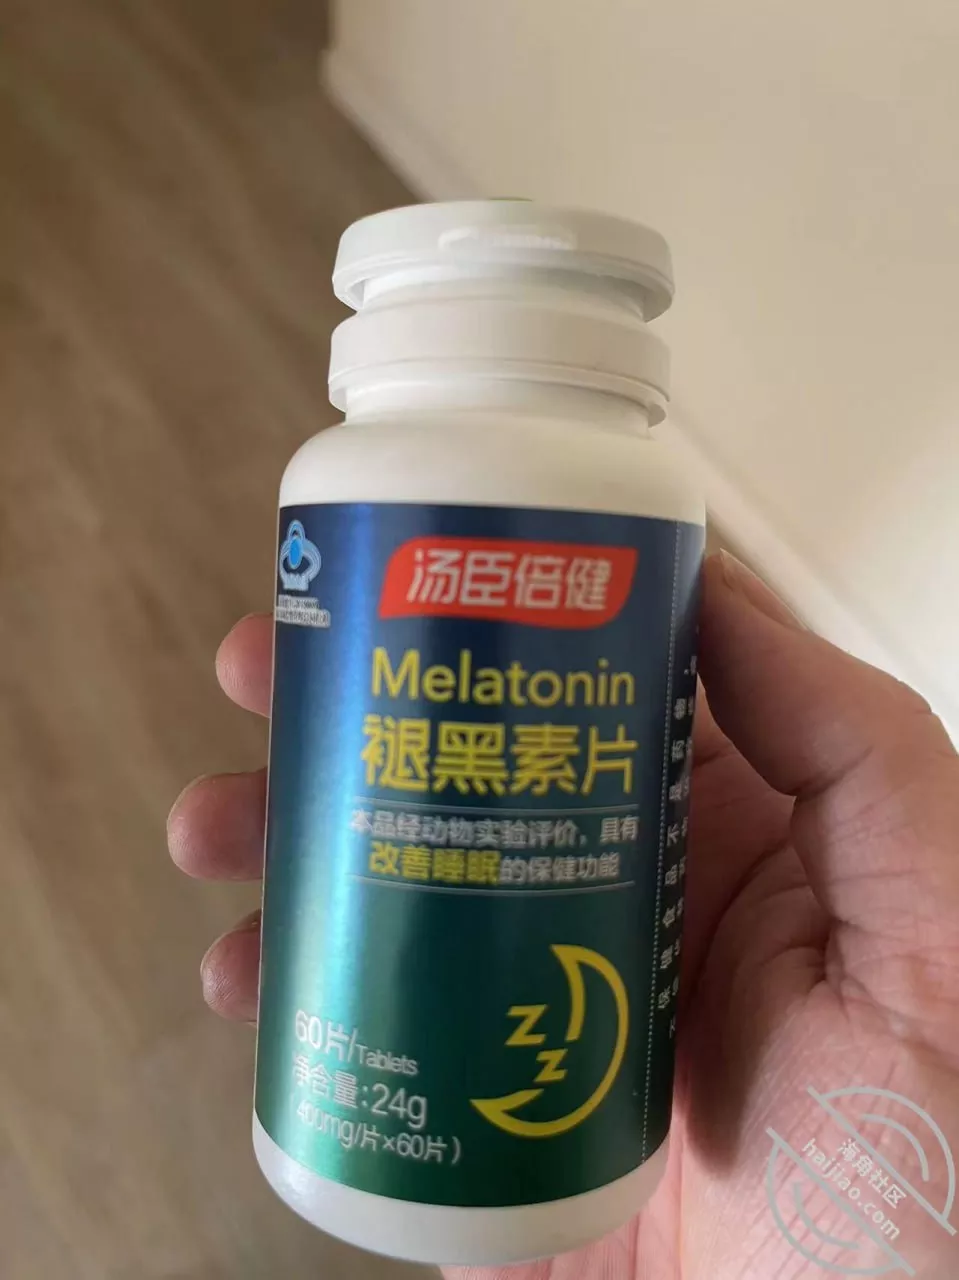 汤臣倍健
Melatonin
褪黑素片
本品经动物实验评价，具有
改善睡眠的保健功能
z
z
60片/Tablets
净含量:24g
400mg/片×60片)
海角社区
haijiao.com